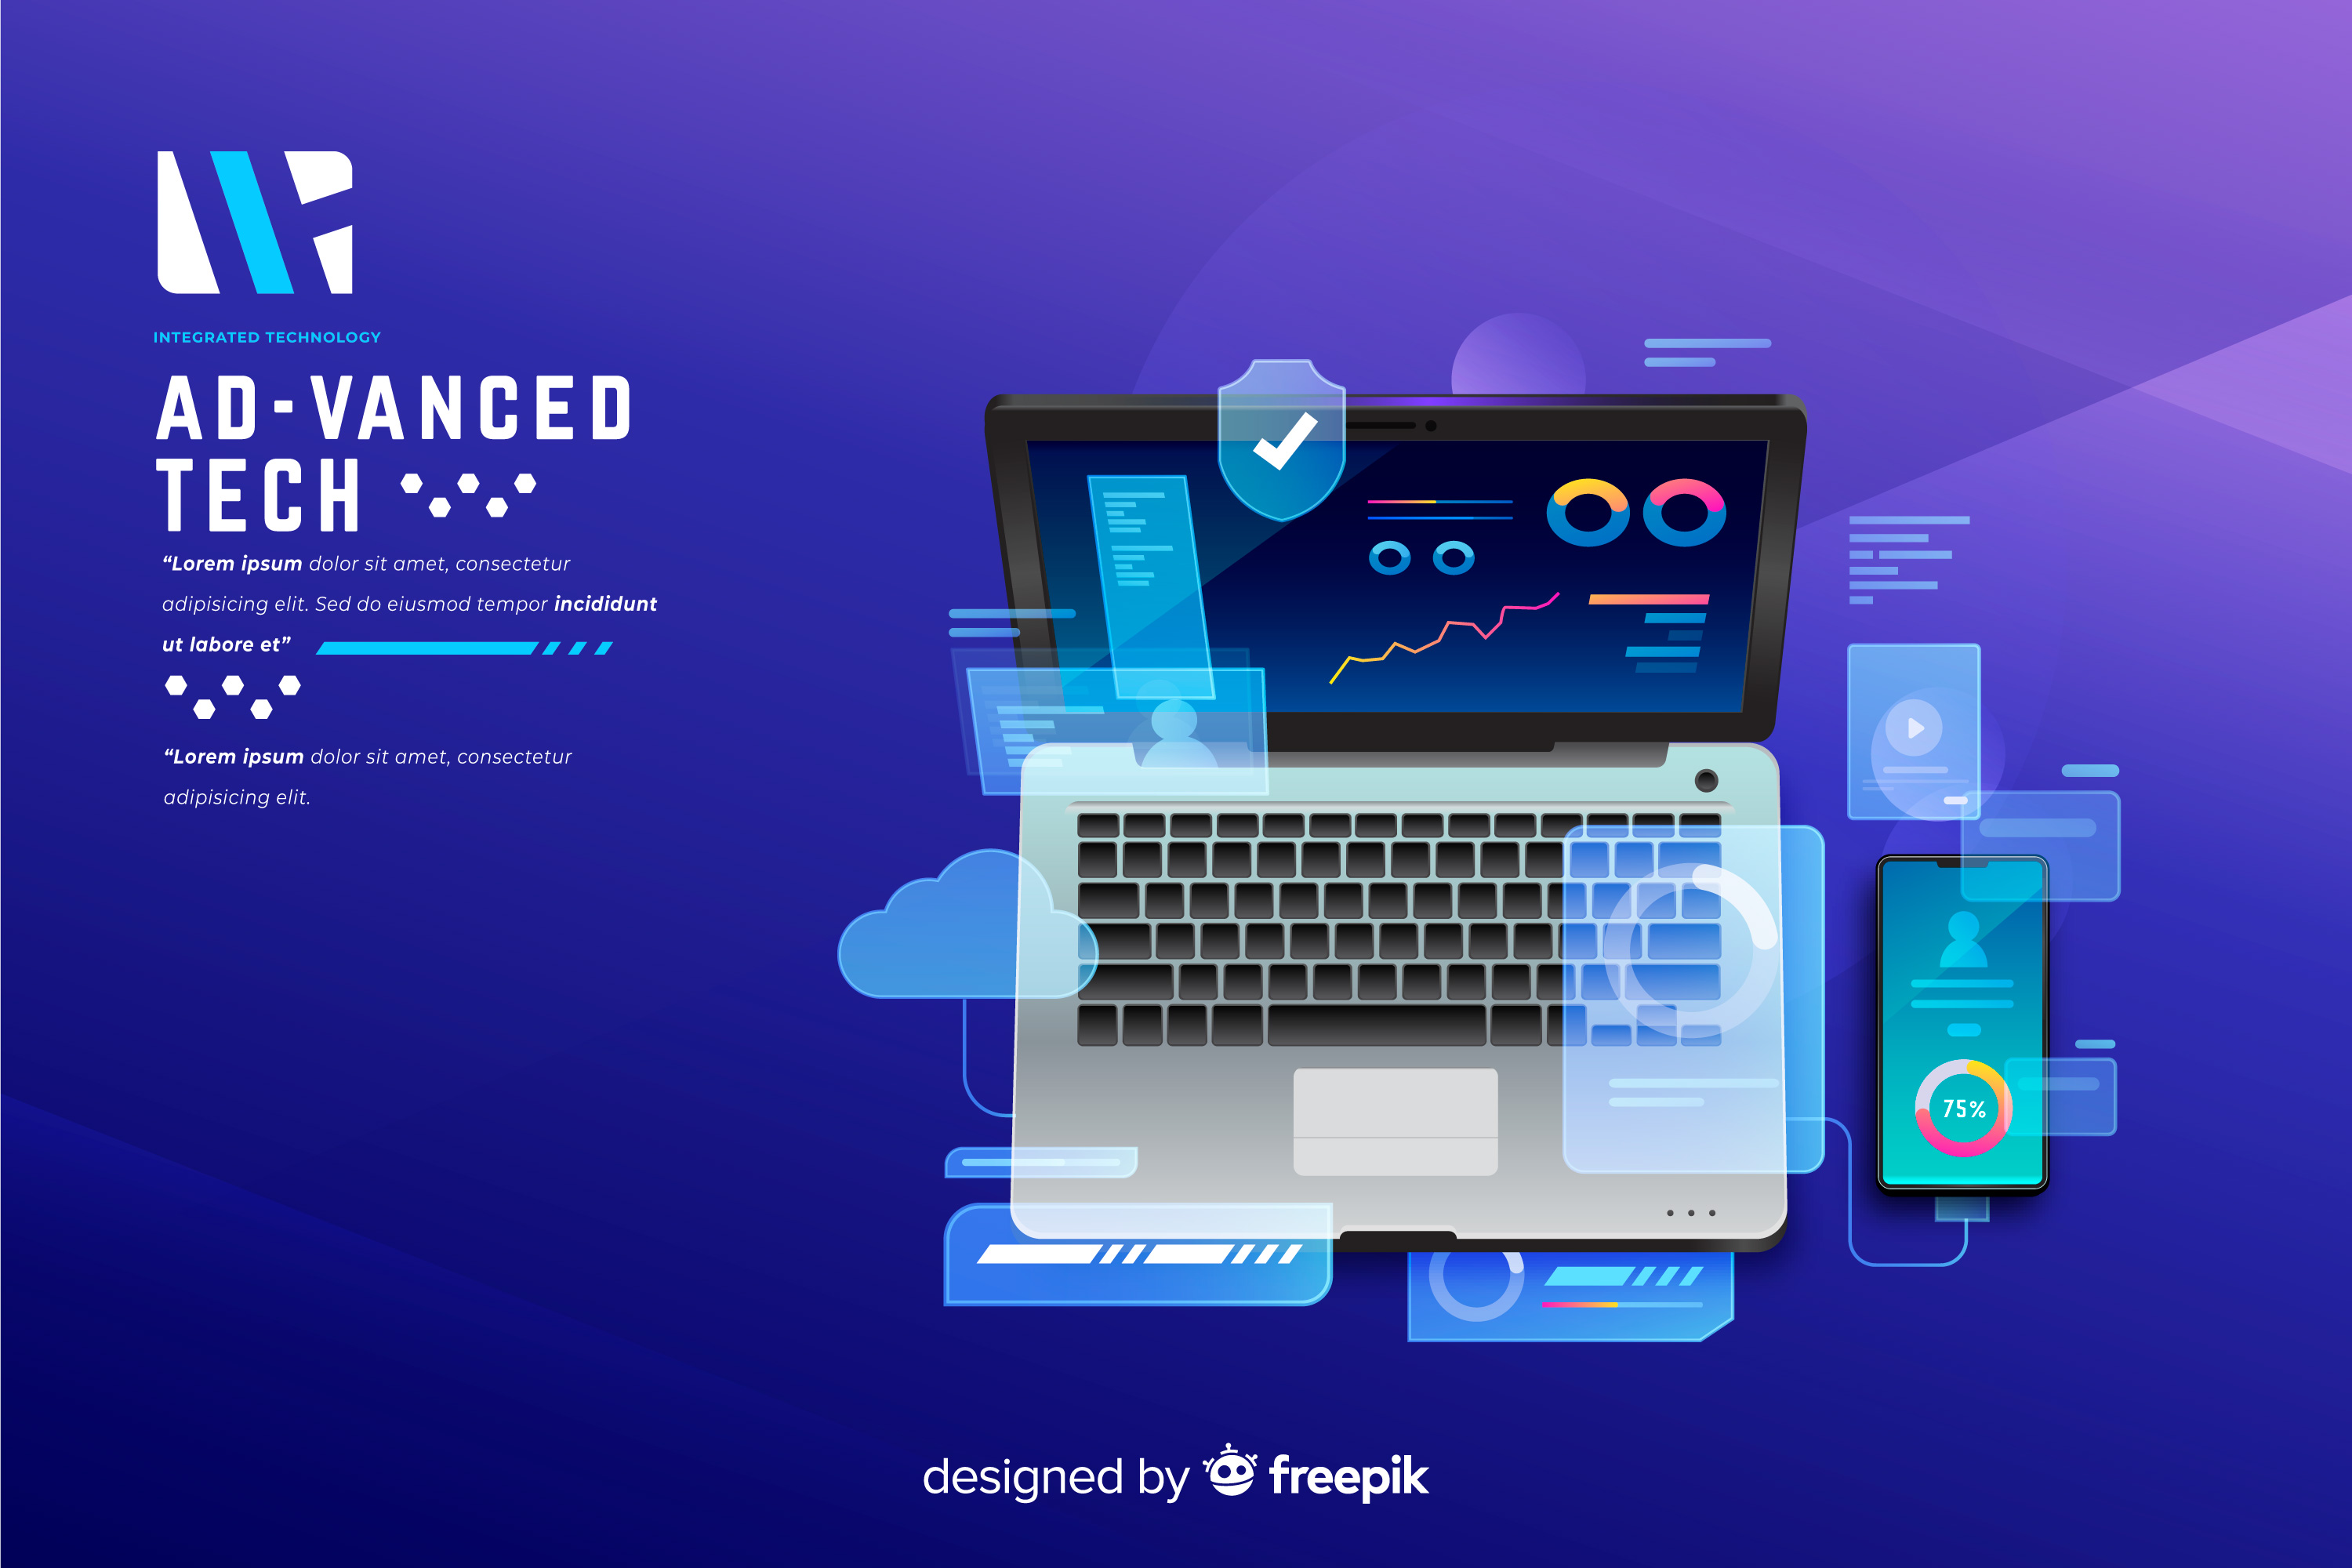 INTEGRATED TECHNOLOGY
AD-VANCED
TECH
“Lorem ipsum dolor sit amet, consectetur
adipisicing elit. Sed do eiusmod tempor incididunt
ut labore et”
“Lorem ipsum dolor sit amet, consectetur
adipisicing elit.
75%
designed by freepik